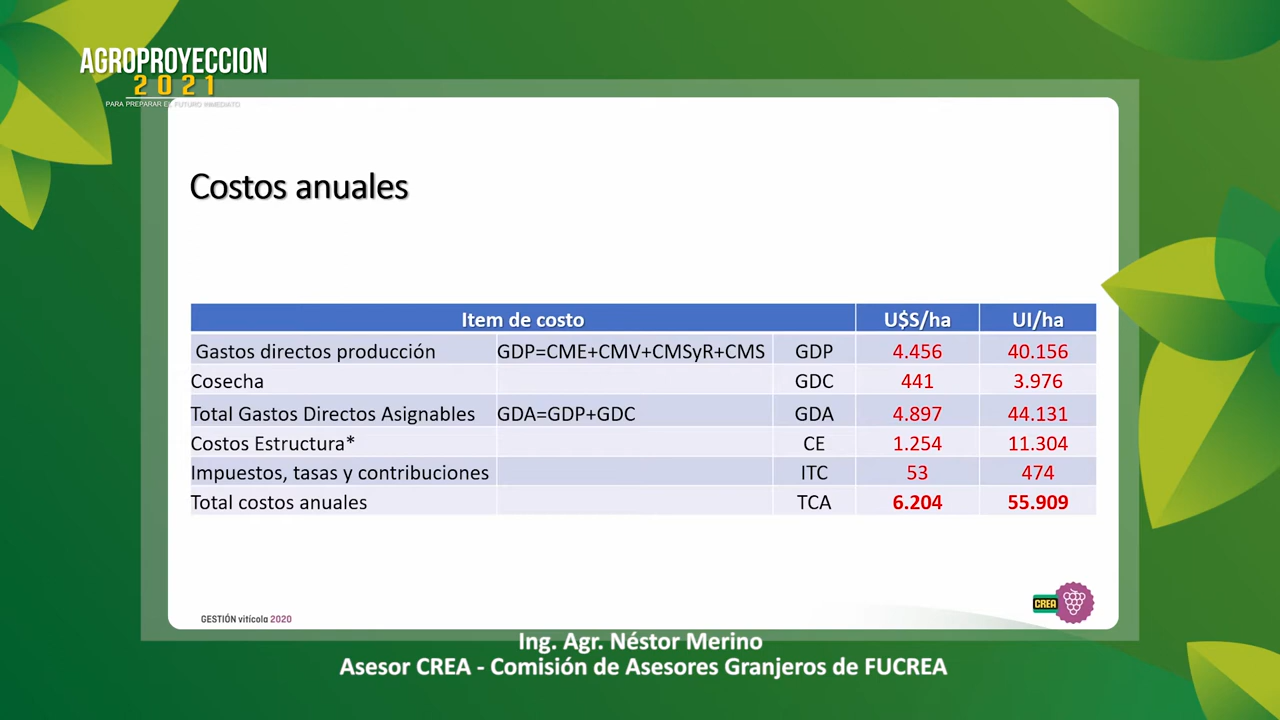 AGROPROYECCION
2021
PARA PREPARAR EL FUTURO INMEDIATO
Costos anuales
Item de costo U$S/ha UI/ha
Gastos directos producción GDP=CME+CMV+CMSyR+CMS GDP 4.456 40.156
Cosecha GDC 441 3.976
Total Gastos Directos Asignables GDA=GDP+GDC GDA 4.897 44.131
Costos Estructura* CE 1.254 11.304
Impuestos, tasas y contribuciones ITC 53 474
Total costos anuales TCA 6.204 55.909
GESTIÓN vitícola 2020
CREA
Ing. Agr. Néstor Merino
Asesor CREA - Comisión de Asesores Granjeros de FUCREA